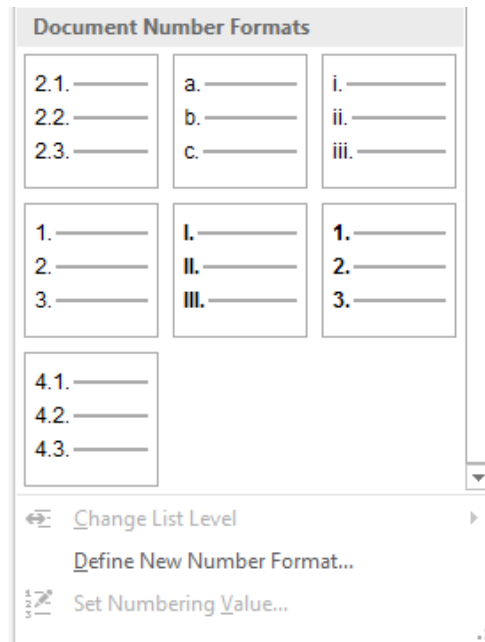 Document Number Formats
2.1. a. i.
2.2. b. ii.
2.3. c. iii.
1. I. 1.
2. II. 2.
3. III. 3.
4.1.
4.2.
4.3.
Change List Level
Define New Number Format...
Set Numbering Value...